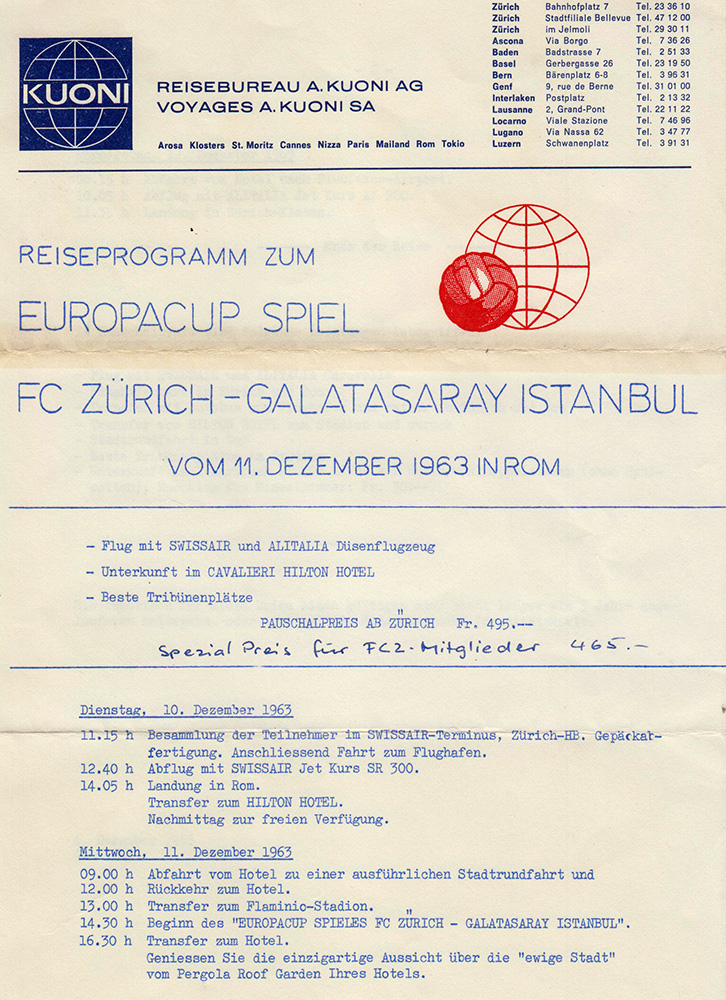 Zürich Bahnhofplatz 7 Tel. 23 36 10
Zürich Stadtfiliale Bellevue Tel. 47 12 00
Zürich im Jelmoli Tel. 29 30 11
Ascona Via Borgo Tel. 7 36 26
Baden Badstrasse 7 Tel. 2 51 33
Basel Gerbergasse 26 Tel. 23 19 50
Bern Bärenplatz 6-8 Tel. 3 96 31
Genf 9, rue de Berne Tel. 31 01 00
Interlaken Postplatz Tel. 2 13 32
Lausanne 2, Grand-Pont Tel. 22 11 22
Locarno Viale Stazione Tel. 7 46 96
Lugano Via Nassa 62 Tel. 3 47 77
Luzern Schwanenplatz Tel. 3 91 31
KUONI
REISEBUREAU A. KUONI AG
VOYAGES A. KUONI SA
Arosa Klosters St. Moritz Cannes Nizza Paris Mailand Rom Tokio
REISEPROGRAMM ZUM
EUROPACUP SPIEL
FC ZÜRICH - GALATASARAY ISTANBUL
VOM 11. DEZEMBER 1963 IN ROM
- Flug mit SWISSAIR und ALITALIA Düsenflugzeug
- Unterkunft im CAVALIERI HILTON HOTEL
- Beste Tribünenplätze
PAUSCHALPREIS AB ZÜRICH Fr. 495.--
Spezial Preis für FCZ-Mitglieder 465.-
Dienstag, 10. Dezember 1963
11.15 h Besammlung der Teilnehmer im SWISSAIR-Terminus, Zürich-HB. Gepäckab-
fertigung. Anschliessend Fahrt zum Flughafen.
12.40 h Abflug mit SWISSAIR Jet Kurs SR 300.
14.05 h Landung in Rom.
Transfer zum HILTON HOTEL.
Nachmittag zur freien Verfügung.
Mittwoch, 11. Dezember 1963
09.00 h Abfahrt vom Hotel zu einer ausführlichen Stadtrundfahrt und
12.00 h Rückkehr zum Hotel.
13.00 h Transfer zum Flaminic-Stadion.
14.30 h Beginn des "EUROPACUP SPIELES FC ZÜRICH - GALATASARAY ISTANBUL".
16.30 h Transfer zum Hotel.
Geniessen Sie die einzigartige Aussicht über die "ewige Stadt"
vom Pergola Roof Garden Ihres Hotels.